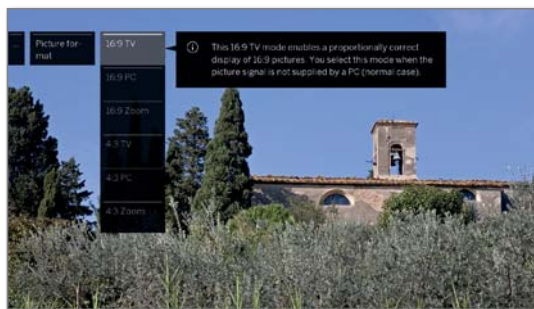 ...
Picture for-
mat
16:9 TV
This 16:9 TV mode enables a proportionally correct
display of 16:9 pictures. You select this mode when the
picture signal is not supplied by a PC (normal case).
16:9 PC
16:9 Zoom
4:3 TV
4:3 PC
4:3 Zoom